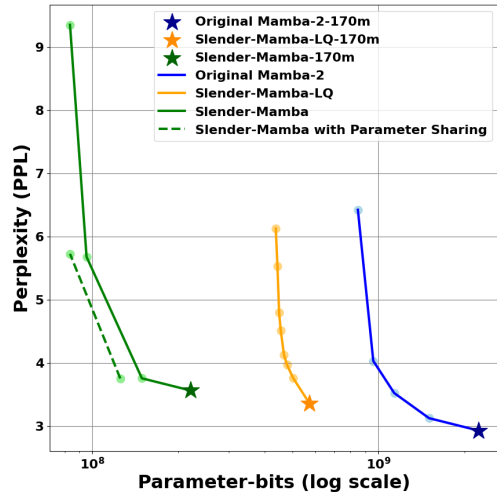 Original Mamba-2-170m
Slender-Mamba-LQ-170m
Slender-Mamba-170m
Original Mamba-2
Slender-Mamba-LQ
Slender-Mamba
Slender-Mamba with Parameter Sharing
Perplexity (PPL)
9
8
7
6
5
4
3
10⁸
10⁹
Parameter-bits (log scale)